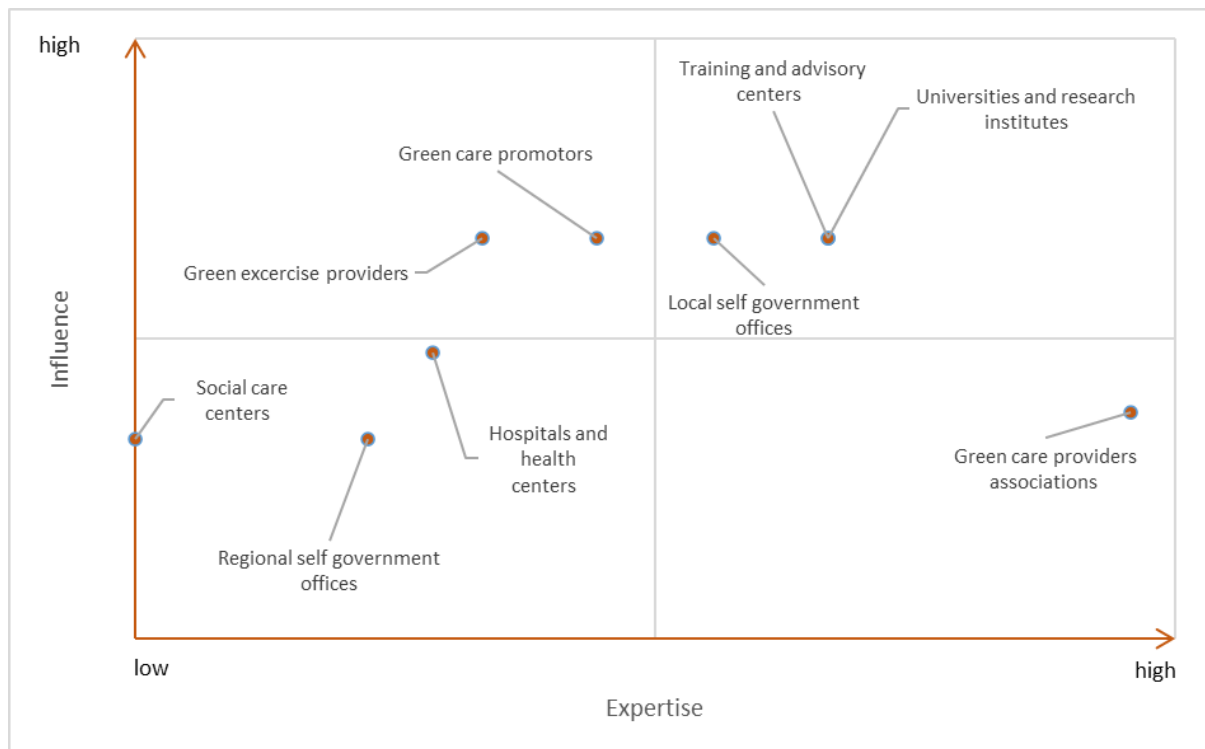 high
Training and advisory
centers
Universities and research
institutes
Green care promotors
Green excercise providers
Local self government
offices
Influence
Social care
centers
Hospitals and
health
centers
Green care providers
associations
Regional self government
offices
low
high
Expertise